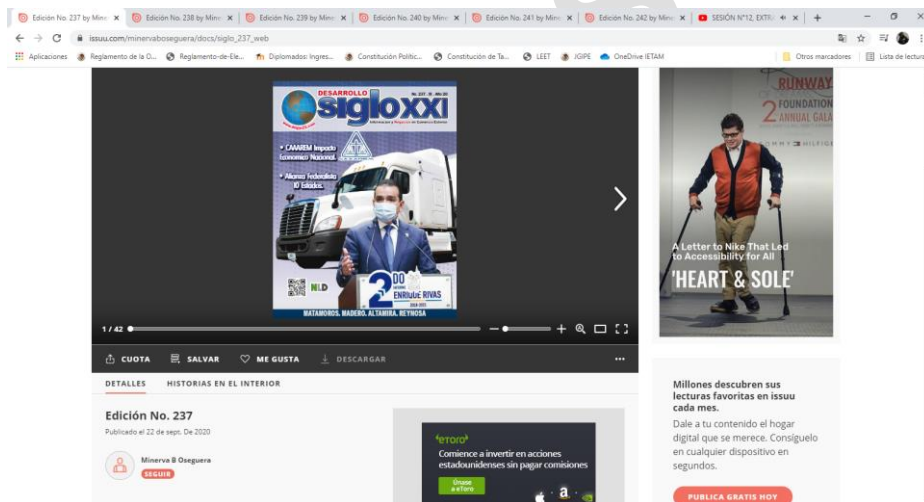 Edición No. 237 by Mine
Edición No. 238 by Mine
Edición No. 239 by Mine
Edición No. 240 by Mine
Edición No. 241 by Mine
Edición No. 242 by Mine
SESIÓN N°12, EXTR
issuu.com/minervaboseguera/docs/siglo_237_web
Aplicaciones
Reglamento de la O...
Reglamento-de-Ele...
Diplomados: Ingres...
Constitución Polític...
Constitución de Ta...
LEET
JGIPE
OneDrive IETAM
Otros marcadores
Lista de lectura
DESARROLLO
siglo XXI
• CAAAREM Impacto
Economico Nacional.
• Alianza Federalista
10 Estados.
NLD
2DO
ENRIQUE RIVAS
MATAMOROS. MADERO. ALTAMIRA. REYNOSA
1 / 42
CUOTA
SALVAR
ME GUSTA
DESCARGAR
DETALLES
HISTORIAS EN EL INTERIOR
Edición No. 237
Publicado el 22 de sept. De 2020
Minerva B Oseguera
SEGUIR
eToro
Comience a invertir en acciones
estadounidenses sin pagar comisiones
Únase
a eToro
RUNWAY
2 FOUNDATION
ANNUAL GALA
A Letter to Nike That Led
to Accessibility for All
'HEART & SOLE'
Millones descubren sus
lecturas favoritas en issuu
cada mes.
Dale a tu contenido el hogar
digital que se merece. Consíguelo
en cualquier dispositivo en
segundos.
PUBLICA GRATIS HOY